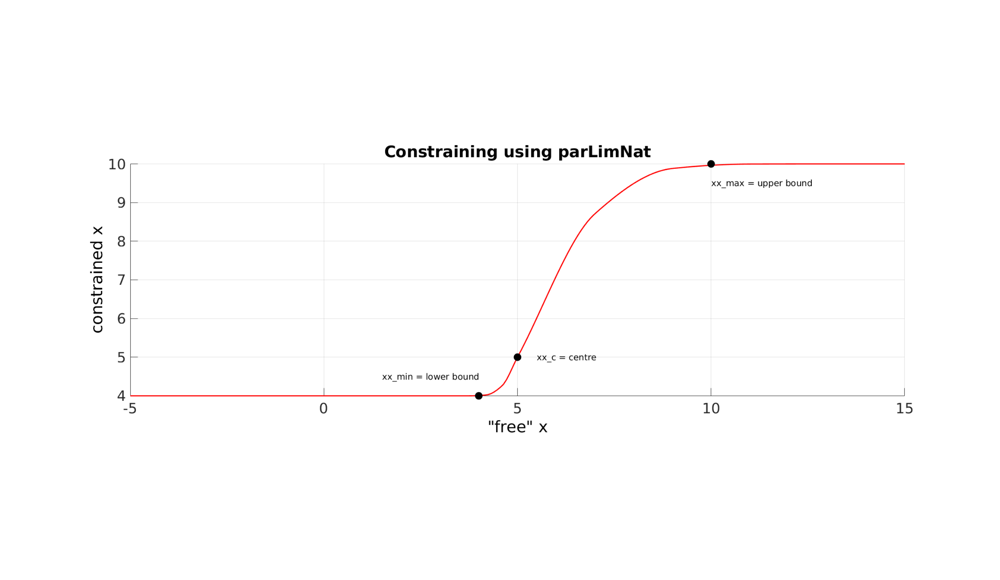 Constraining using parLimNat
10
9
8
7
6
5
4
constrained x
xx_max = upper bound
xx_c = centre
xx_min = lower bound
-5 0 5 10 15
"free" x